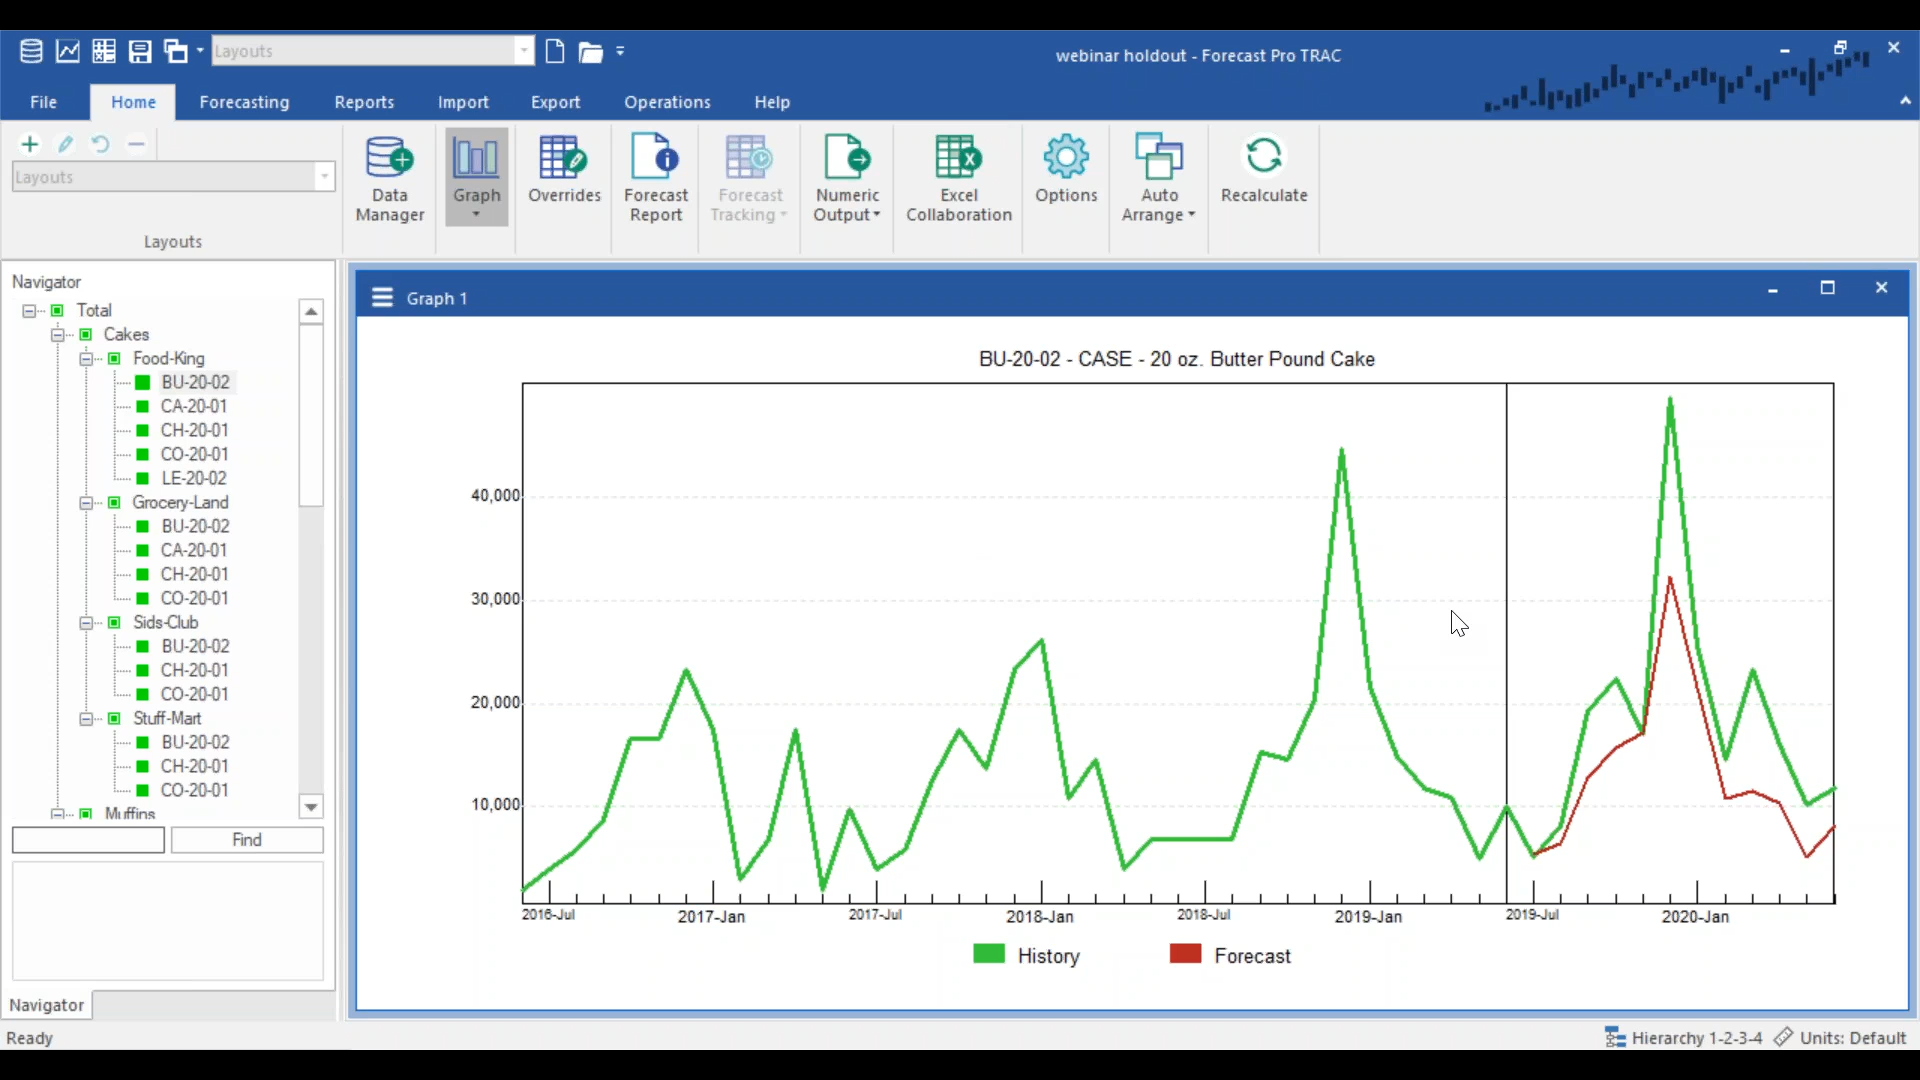 Layouts
webinar holdout - Forecast Pro TRAC
File
Home
Forecasting
Reports
Import
Export
Operations
Help
Layouts
Layouts
Data
Manager
Graph
Overrides
Forecast
Report
Forecast
Tracking
Numeric
Output
Excel
Collaboration
Options
Auto
Arrange
Recalculate
Navigator
Total
Cakes
Food-King
BU-20-02
CA-20-01
CH-20-01
CO-20-01
LE-20-02
Grocery-Land
BU-20-02
CA-20-01
CH-20-01
CO-20-01
Sids-Club
BU-20-02
CH-20-01
CO-20-01
Stuff-Mart
BU-20-02
CH-20-01
CO-20-01
Muffins
Find
Navigator
Graph 1
BU-20-02 - CASE - 20 oz. Butter Pound Cake
40,000
30,000
20,000
10,000
2016-Jul
2017-Jan
2017-Jul
2018-Jan
2018-Jul
2019-Jan
2019-Jul
2020-Jan
History
Forecast
Ready
Hierarchy 1-2-3-4
Units: Default